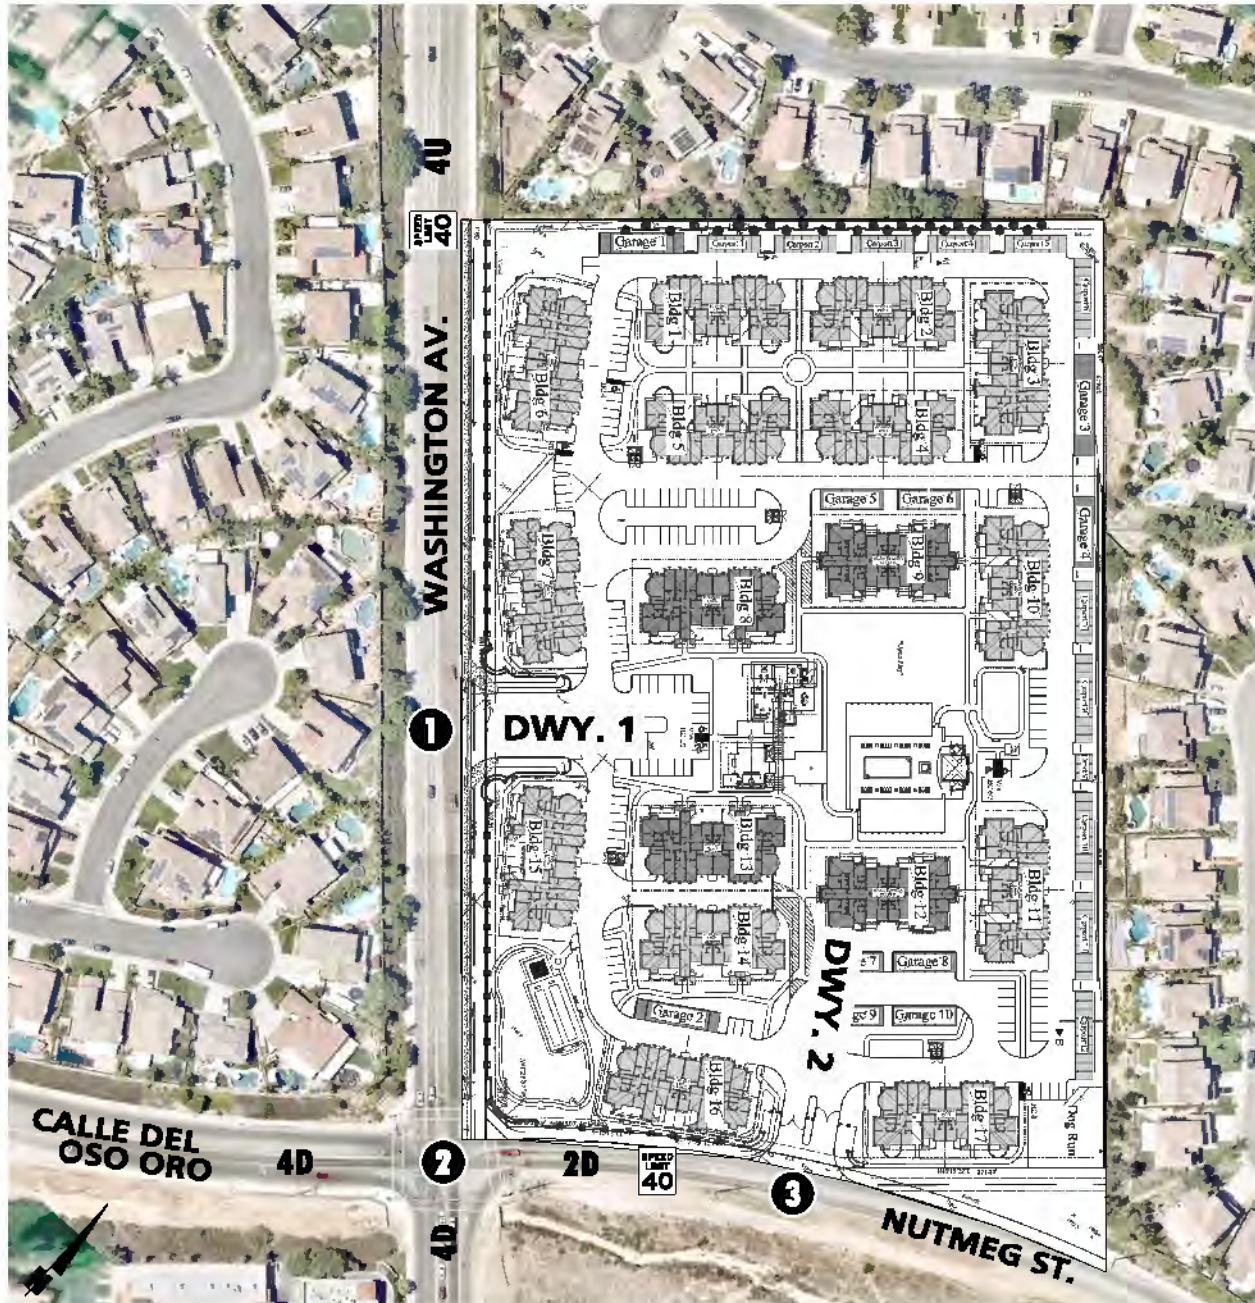 4U
SPEED
LIMIT
40
WASHINGTON AV.
Garage 1
Carport 2
Carport 3
Carport 4
Carport 5
Bldg 1
Bldg 2
Bldg 3
Bldg 6
Bldg 5
Bldg 4
Garage 3
Garage 5
Garage 6
Garage 4
Bldg 7
Bldg 8
Bldg 9
Bldg 10
1
DWY. 1
Bldg 15
Bldg 13
Bldg 12
Bldg 11
Bldg 14
DWY. 2
e 7
Garage 8
Garage 2
ge 9
Garage 10
Bldg 16
Bldg 17
Dog Run
CALLE DEL
OSO ORO
4D
2
2D
SPEED
LIMIT
40
3
4D
NUTMEG ST.
N